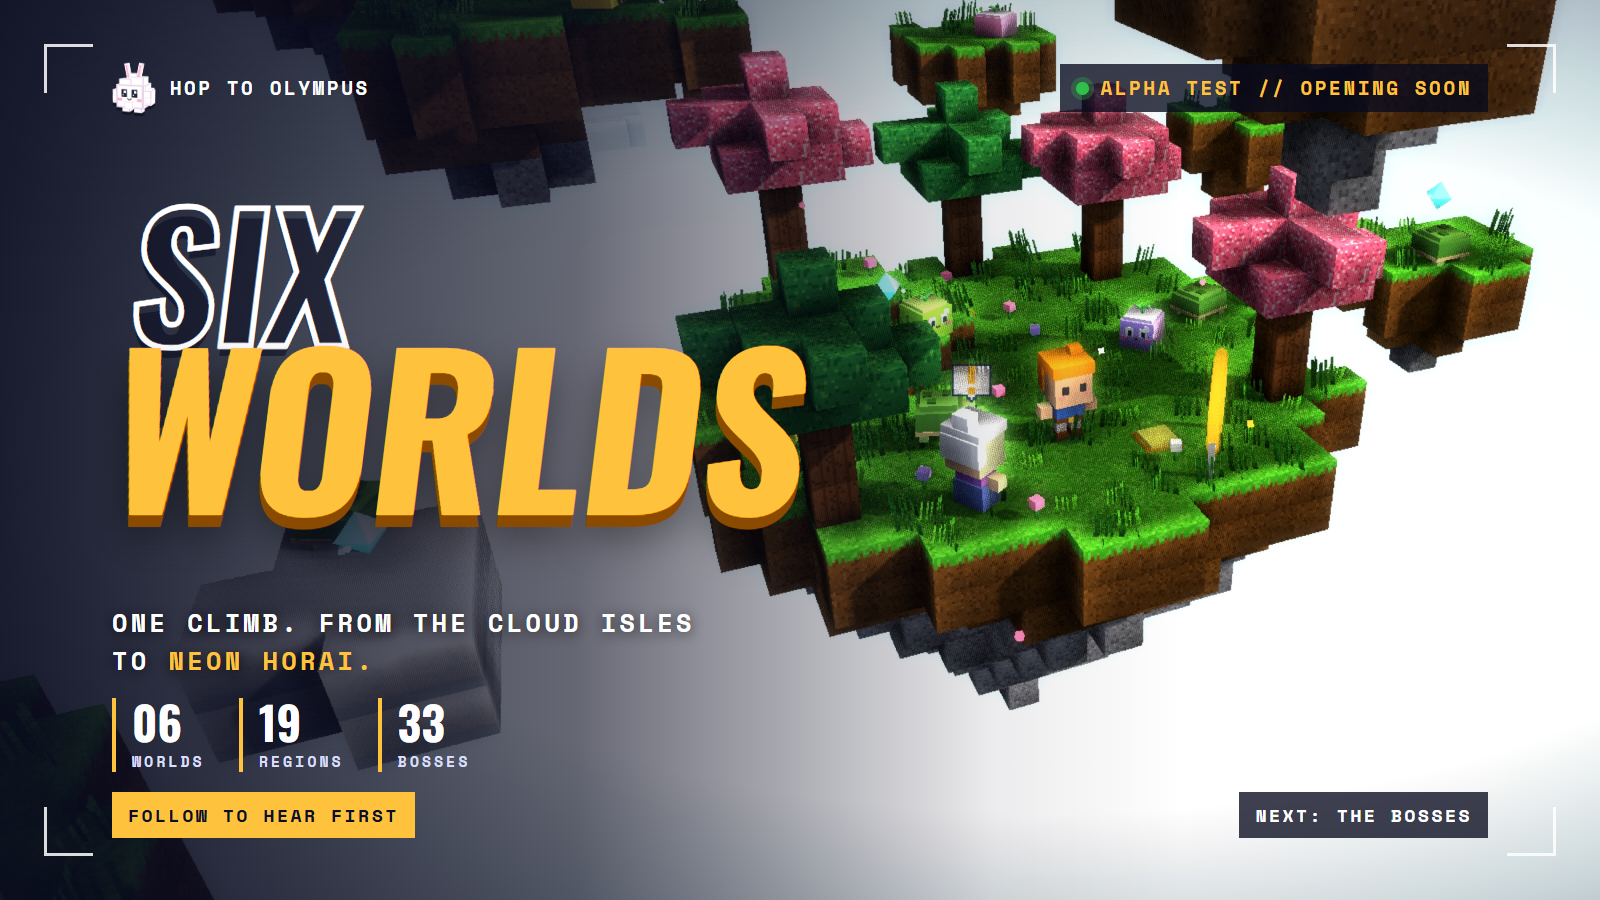 HOP TO OLYMPUS
ALPHA TEST // OPENING SOON
SIX
WORLDS
ONE CLIMB. FROM THE CLOUD ISLES
TO NEON HORAI.
06
WORLDS
19
REGIONS
33
BOSSES
FOLLOW TO HEAR FIRST
NEXT: THE BOSSES